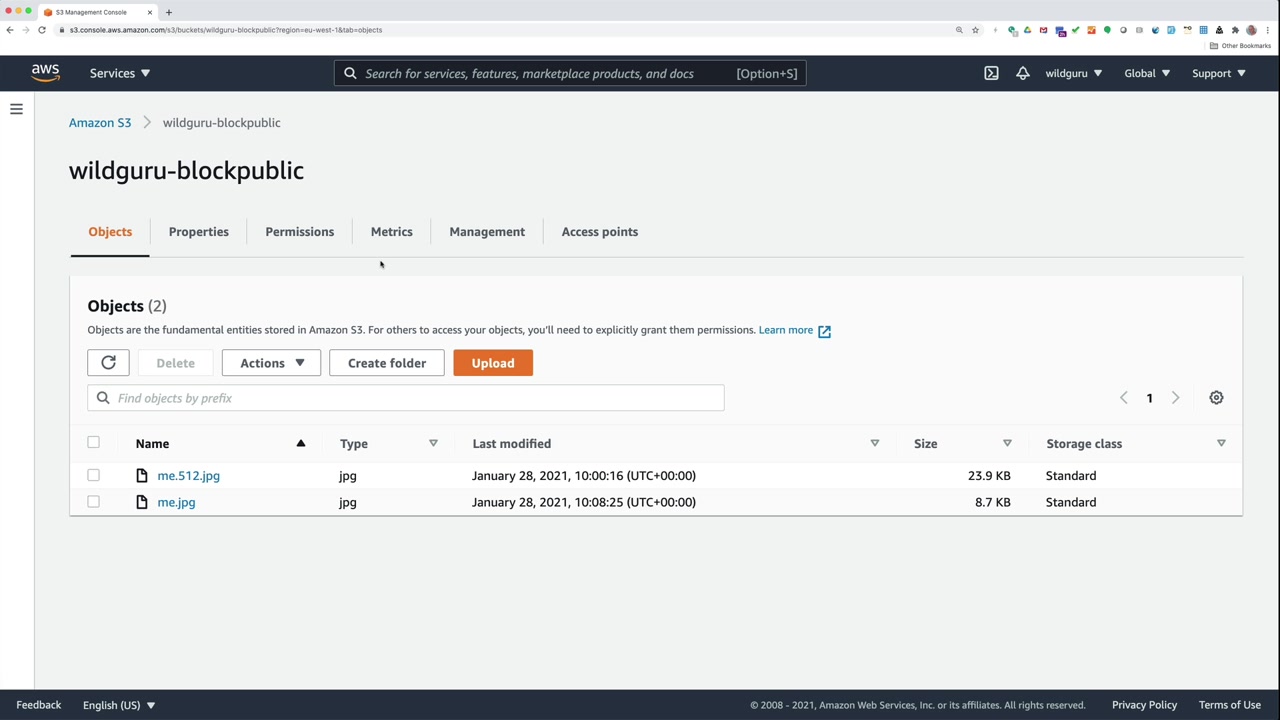 S3 Management Console
s3.console.aws.amazon.com/s3/buckets/wildguru-blockpublic?region=eu-west-1&tab=objects
Other Bookmarks
aws Services Search for services, features, marketplace products, and docs [Option+S] wildguru Global Support
Amazon S3 wildguru-blockpublic
wildguru-blockpublic
Objects Properties Permissions Metrics Management Access points
Objects (2)
Objects are the fundamental entities stored in Amazon S3. For others to access your objects, you'll need to explicitly grant them permissions. Learn more
Delete Actions Create folder Upload
Find objects by prefix 1
Name Type Last modified Size Storage class
me.512.jpg jpg January 28, 2021, 10:00:16 (UTC+00:00) 23.9 KB Standard
me.jpg jpg January 28, 2021, 10:08:25 (UTC+00:00) 8.7 KB Standard
Feedback English (US) © 2008 - 2021, Amazon Web Services, Inc. or its affiliates. All rights reserved. Privacy Policy Terms of Use